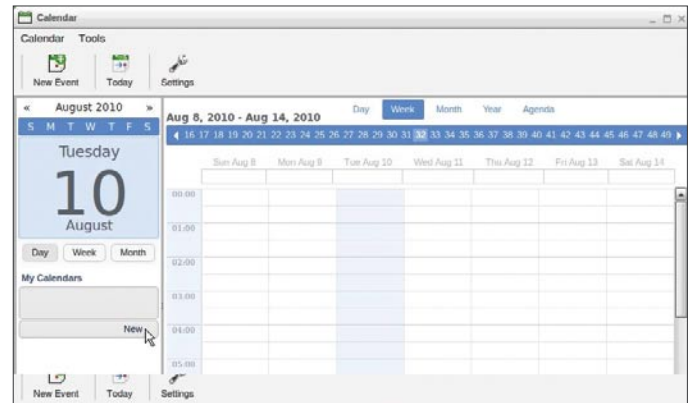 Calendar
Calendar Tools
New Event Today Settings
« August 2010 »
S M T W T F S
Tuesday
10
August
Day Week Month
My Calendars
New
Aug 8, 2010 - Aug 14, 2010
Day Week Month Year Agenda
16 17 18 19 20 21 22 23 24 25 26 27 28 29 30 31 32 33 34 35 36 37 38 39 40 41 42 43 44 45 46 47 48 49
Sun Aug 8 Mon Aug 9 Tue Aug 10 Wed Aug 11 Thu Aug 12 Fri Aug 13 Sat Aug 14
00:00
01:00
02:00
03:00
04:00
05:00
New Event Today Settings